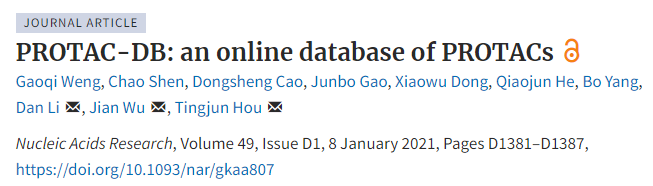 JOURNAL ARTICLE
PROTAC-DB: an online database of PROTACs
Gaoqi Weng, Chao Shen, Dongsheng Cao, Junbo Gao, Xiaowu Dong, Qiaojun He, Bo Yang,
Dan Li, Jian Wu, Tingjun Hou
Nucleic Acids Research, Volume 49, Issue D1, 8 January 2021, Pages D1381–D1387,
https://doi.org/10.1093/nar/gkaa807